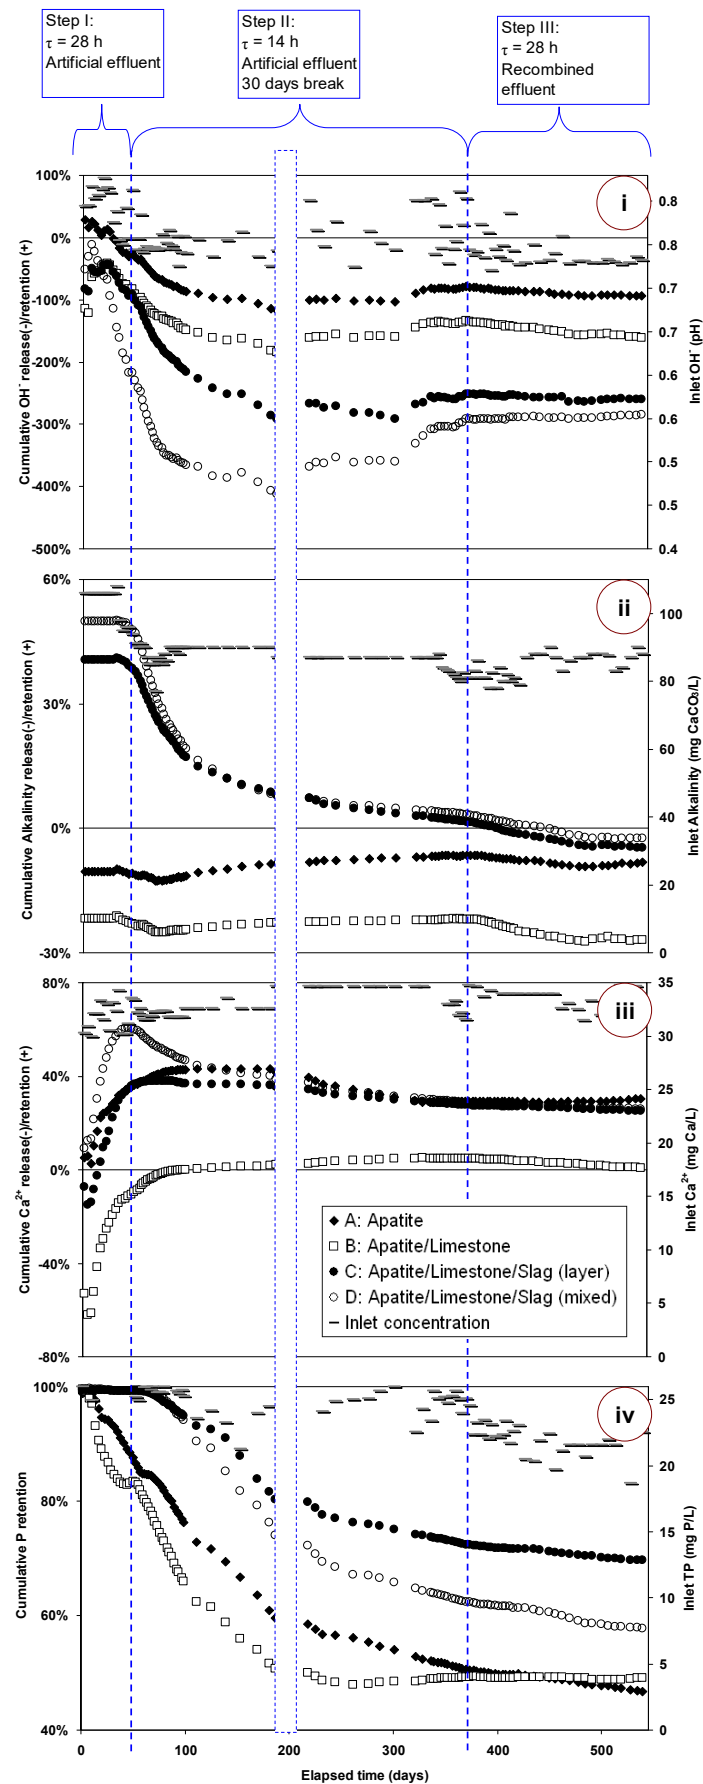 Step I:
τ = 28 h
Artificial effluent
Step II:
τ = 14 h
Artificial effluent
30 days break
Step III:
τ = 28 h
Recombined
effluent
i
Cumulative OH⁻ release(-)/retention (+)
100%
0%
-100%
-200%
-300%
-400%
-500%
0.8
0.8
0.7
0.7
0.6
0.6
0.5
0.5
0.4
Inlet OH⁻ (pH)
ii
Cumulative Alkalinity release(-)/retention (+)
60%
30%
0%
-30%
100
80
60
40
20
0
Inlet Alkalinity (mg CaCO₃/L)
iii
Cumulative Ca²⁺ release(-)/retention (+)
80%
40%
0%
-40%
-80%
35
30
25
20
15
10
5
0
Inlet Ca²⁺ (mg Ca/L)
A: Apatite
B: Apatite/Limestone
C: Apatite/Limestone/Slag (layer)
D: Apatite/Limestone/Slag (mixed)
Inlet concentration
iv
Cumulative P retention
100%
80%
60%
40%
25
20
15
10
5
0
Inlet TP (mg P/L)
0
100
200
300
400
500
Elapsed time (days)